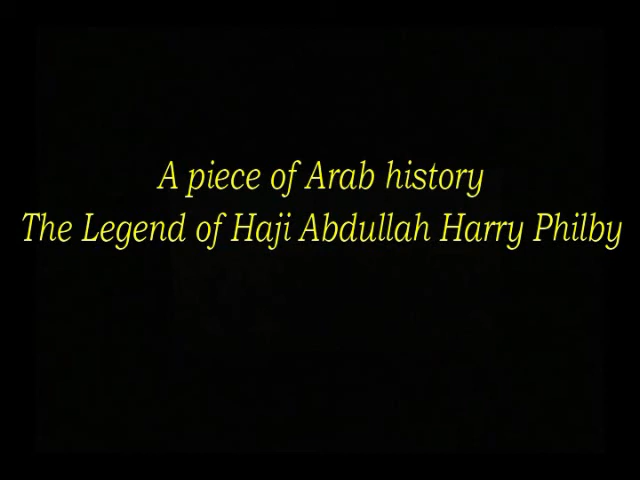 A piece of Arab history
The Legend of Haji Abdullah Harry Philby